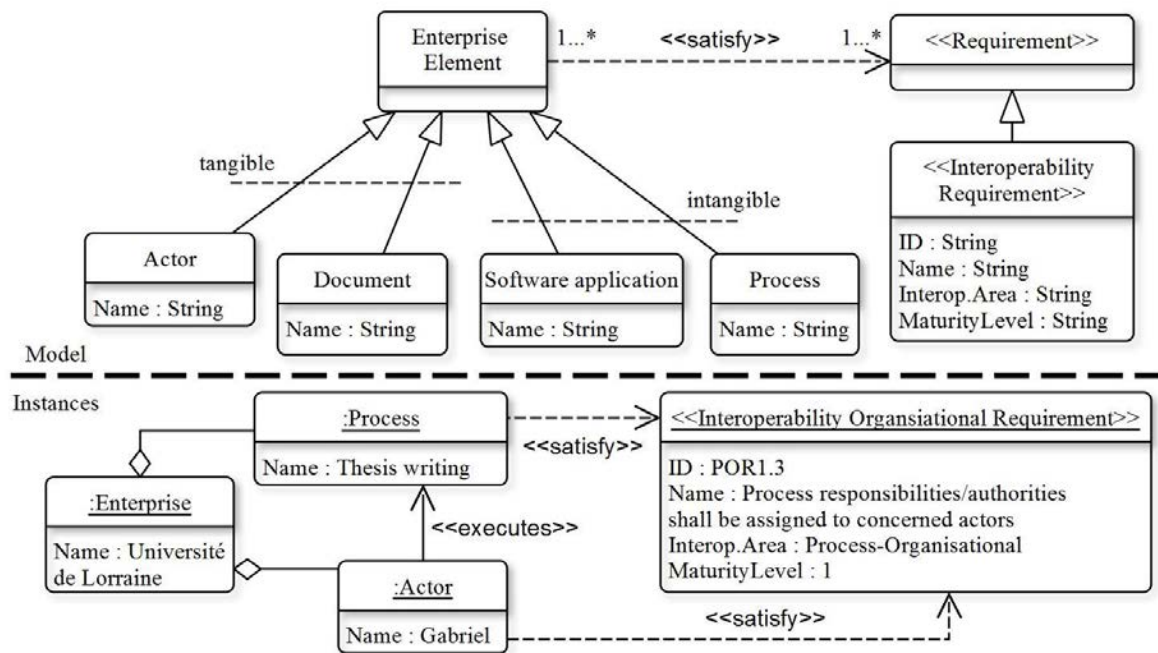 Enterprise
Element
1...*
<<satisfy>>
1...*
<<Requirement>>
tangible
intangible
<<Interoperability
Requirement>>
ID : String
Name : String
Interop.Area : String
MaturityLevel : String
Actor
Name : String
Document
Name : String
Software application
Name : String
Process
Name : String
Model
Instances
:Process
Name : Thesis writing
<<satisfy>>
<<Interoperability Organsiational Requirement>>
ID : POR1.3
Name : Process responsibilities/authorities
shall be assigned to concerned actors
Interop.Area : Process-Organisational
MaturityLevel : 1
:Enterprise
Name : Université
de Lorraine
<<executes>>
:Actor
Name : Gabriel
<<satisfy>>